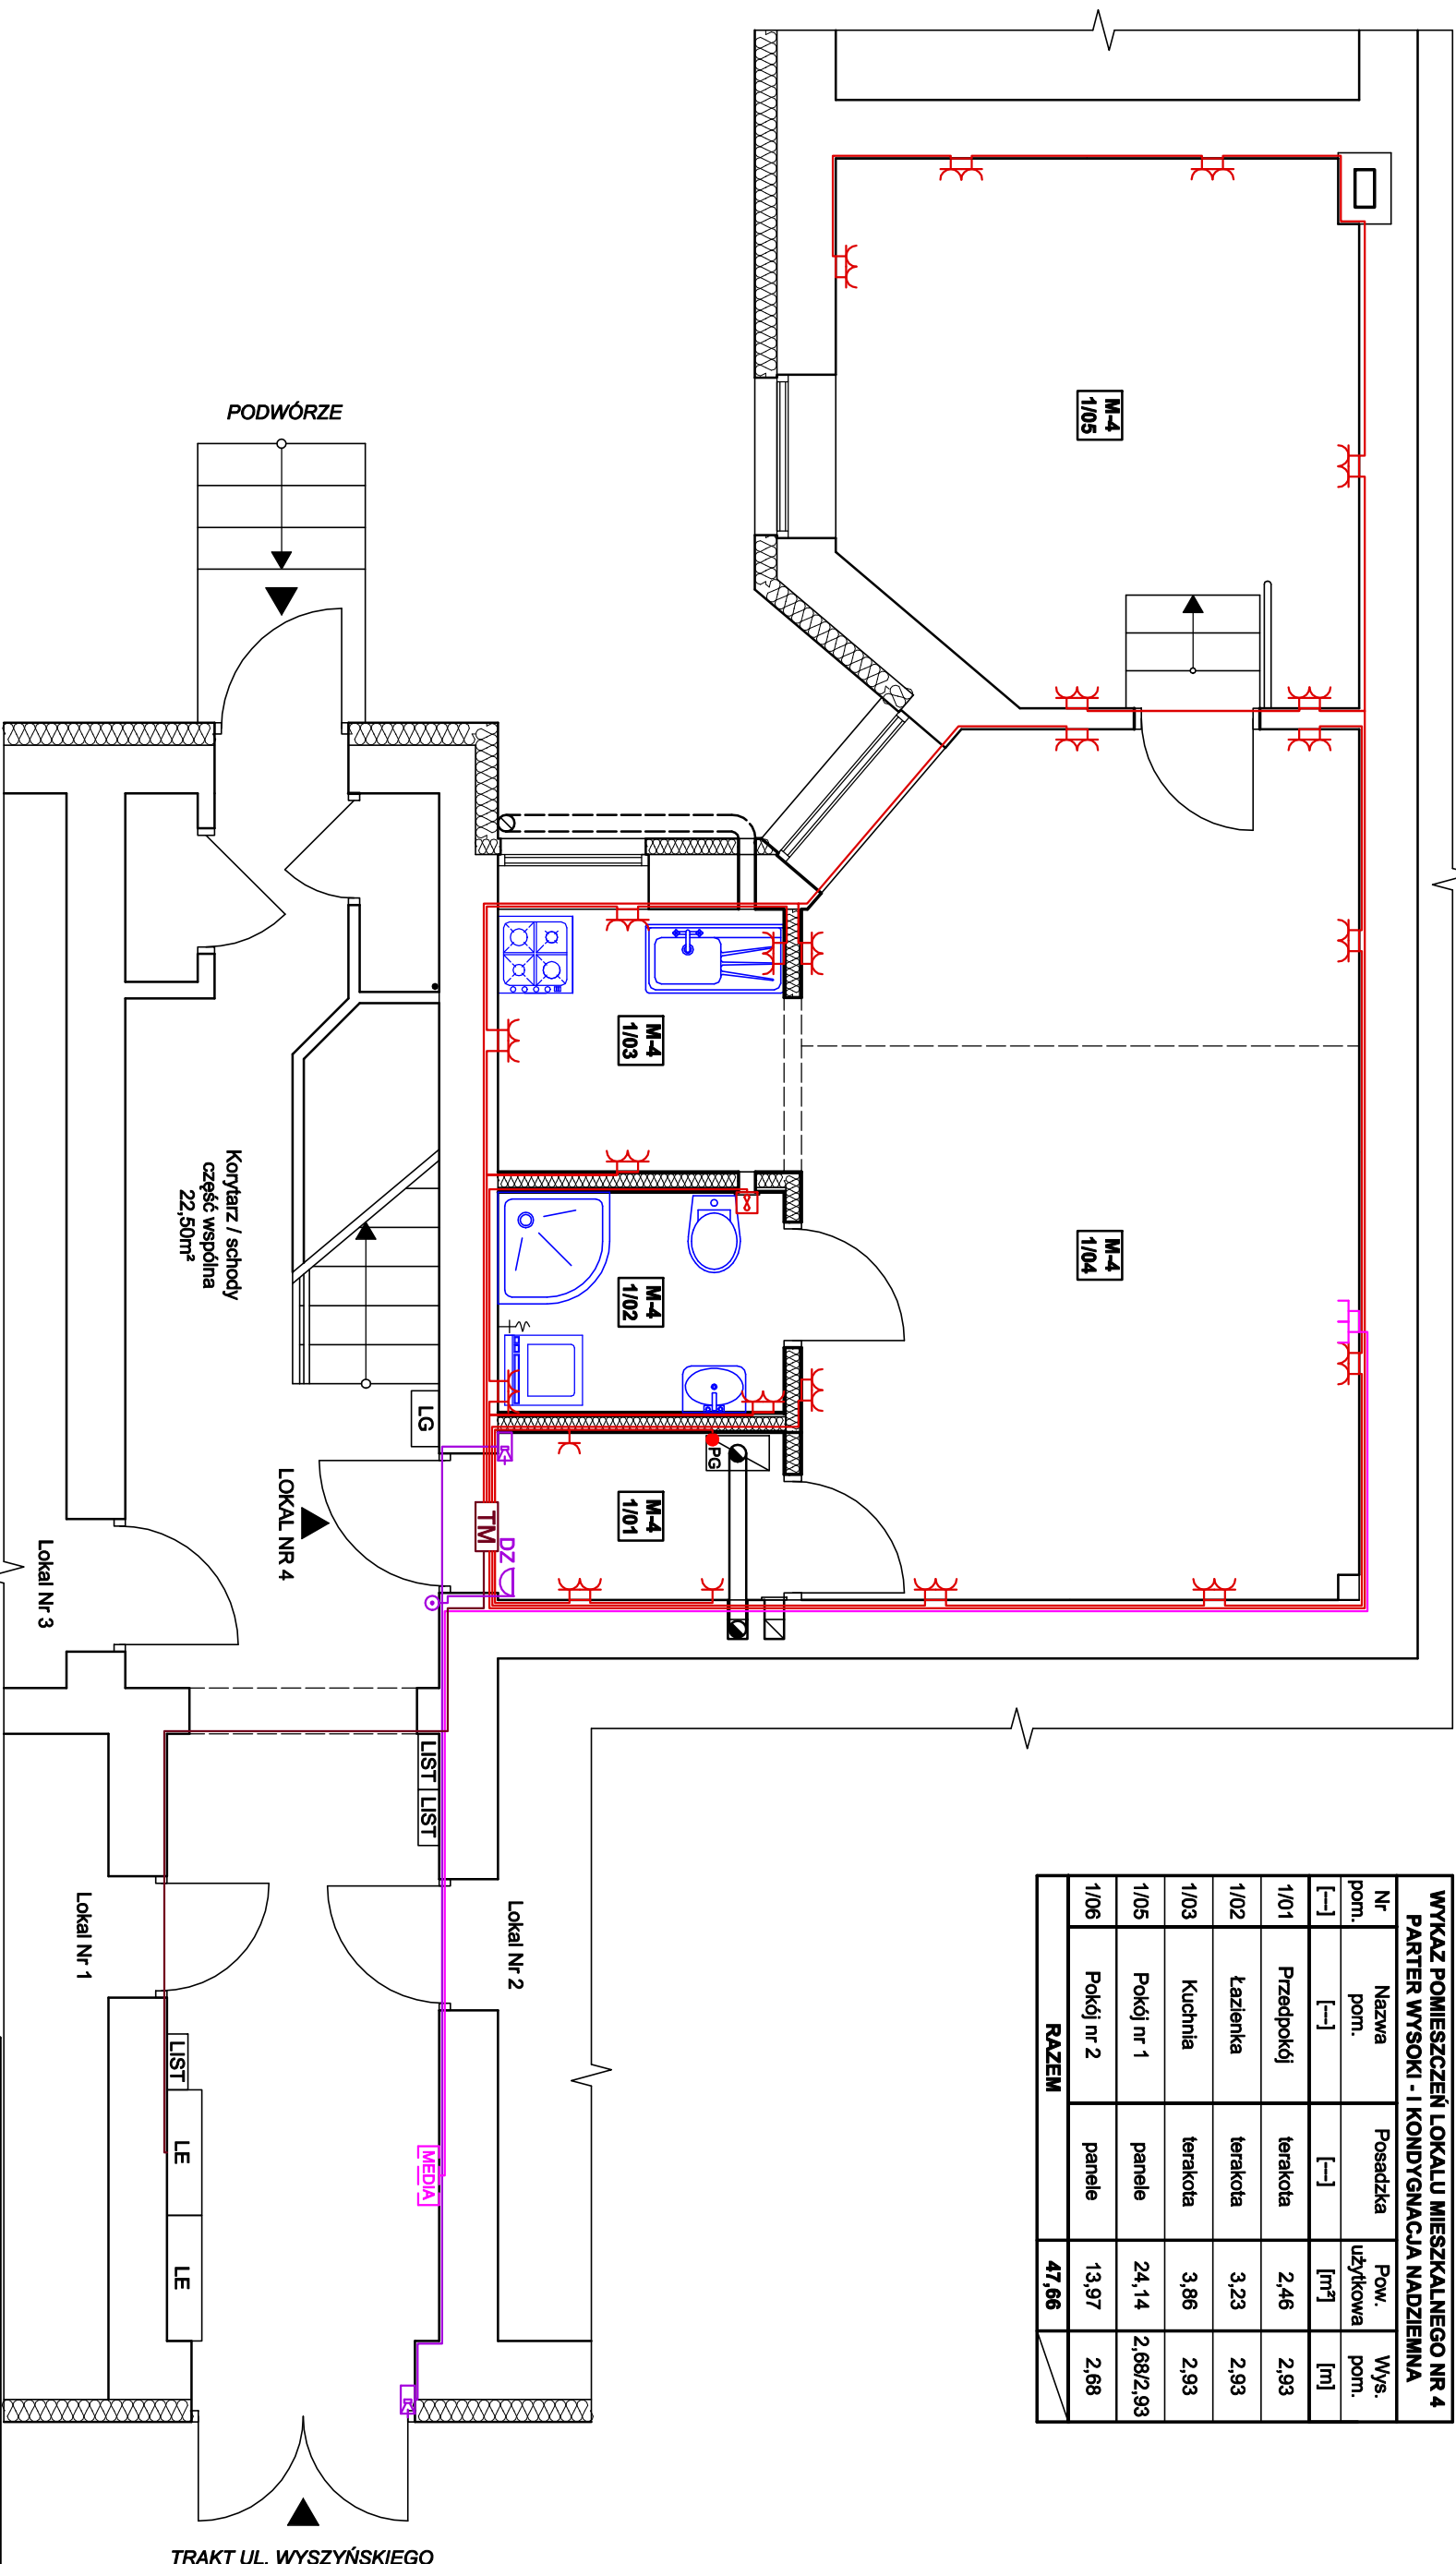 WYKAZ POMIESZCZEŃ LOKALU MIESZKALNEGO NR 4
PARTER WYSOKI - I KONDYGNACJA NADZIEMNA
Nr pom. Nazwa pom. Posadzka Pow. użytkowa Wys. pom.
[---] [---] [---] [m²] [m]
1/01 Przedpokój terakota 2,46 2,93
1/02 Łazienka terakota 3,23 2,93
1/03 Kuchnia terakota 3,86 2,93
1/05 Pokój nr 1 panele 24,14 2,68/2,93
1/06 Pokój nr 2 panele 13,97 2,68
RAZEM 47,66
M-4
1/05
M-4
1/04
M-4
1/03
M-4
1/02
M-4
1/01
PG
TM
DZ
LG
LOKAL NR 4
PODWÓRZE
Korytarz / schody
część wspólna
22,50m²
Lokal Nr 3
LIST
LIST
Lokal Nr 2
Lokal Nr 1
LIST
LE
LE
MEDIA
TRAKT UL. WYSZYŃSKIEGO